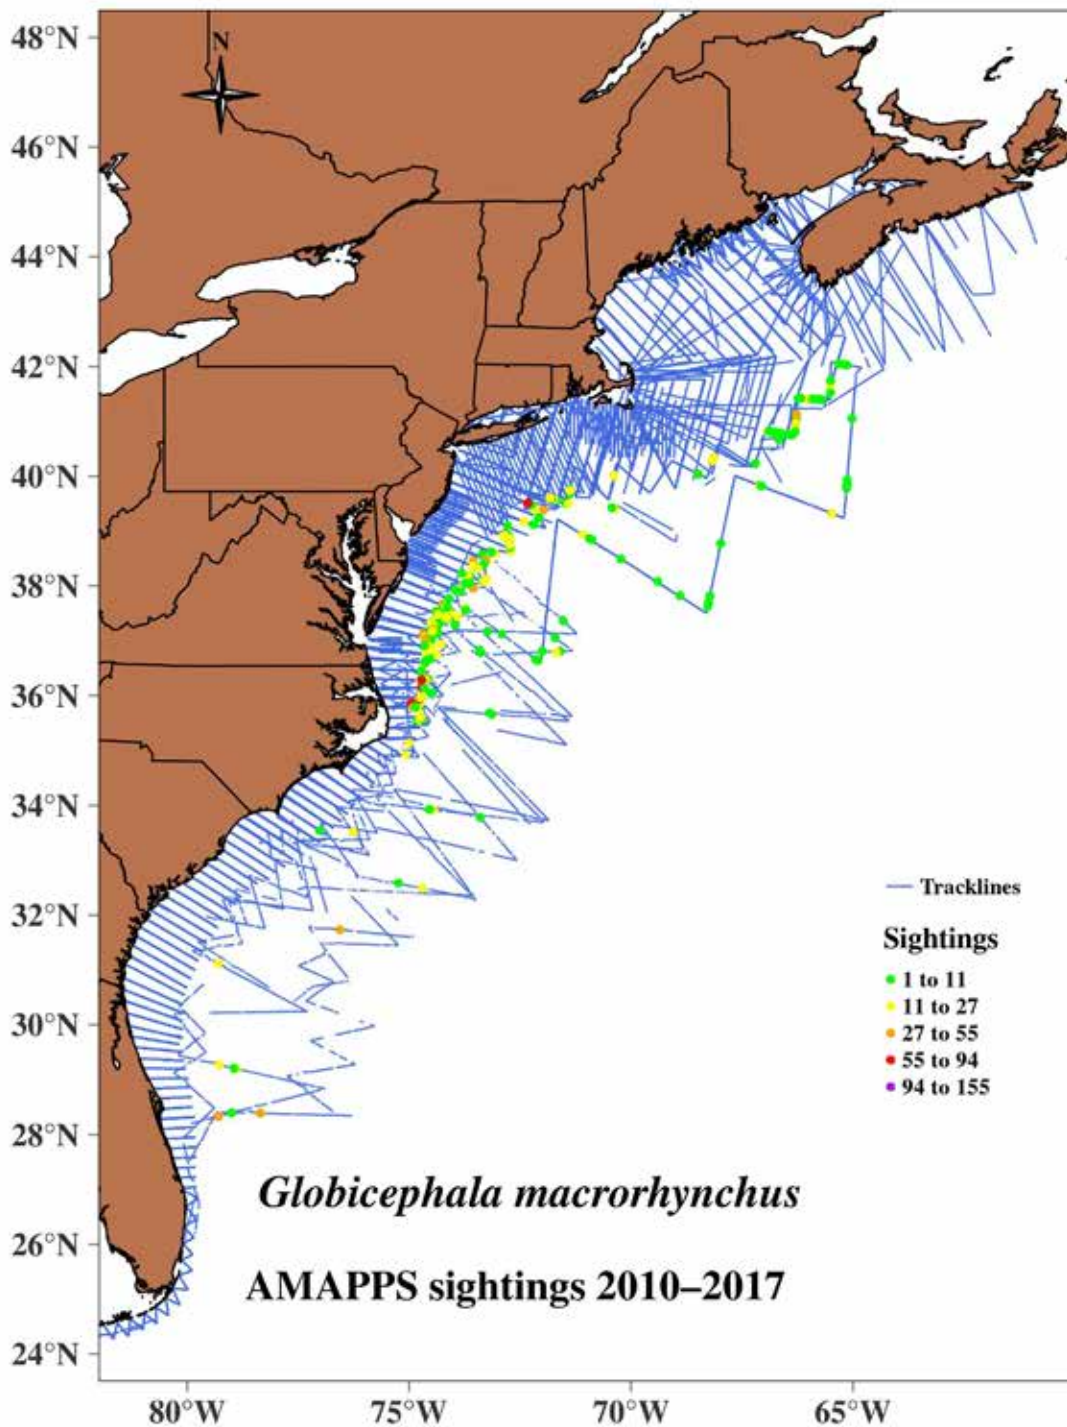 48°N
N
46°N
44°N
42°N
40°N
38°N
36°N
34°N
Tracklines
32°N
Sightings
1 to 11
11 to 27
30°N
27 to 55
55 to 94
94 to 155
28°N
Globicephala macrorhynchus
26°N
AMAPPS sightings 2010–2017
24°N
80°W 75°W 70°W 65°W